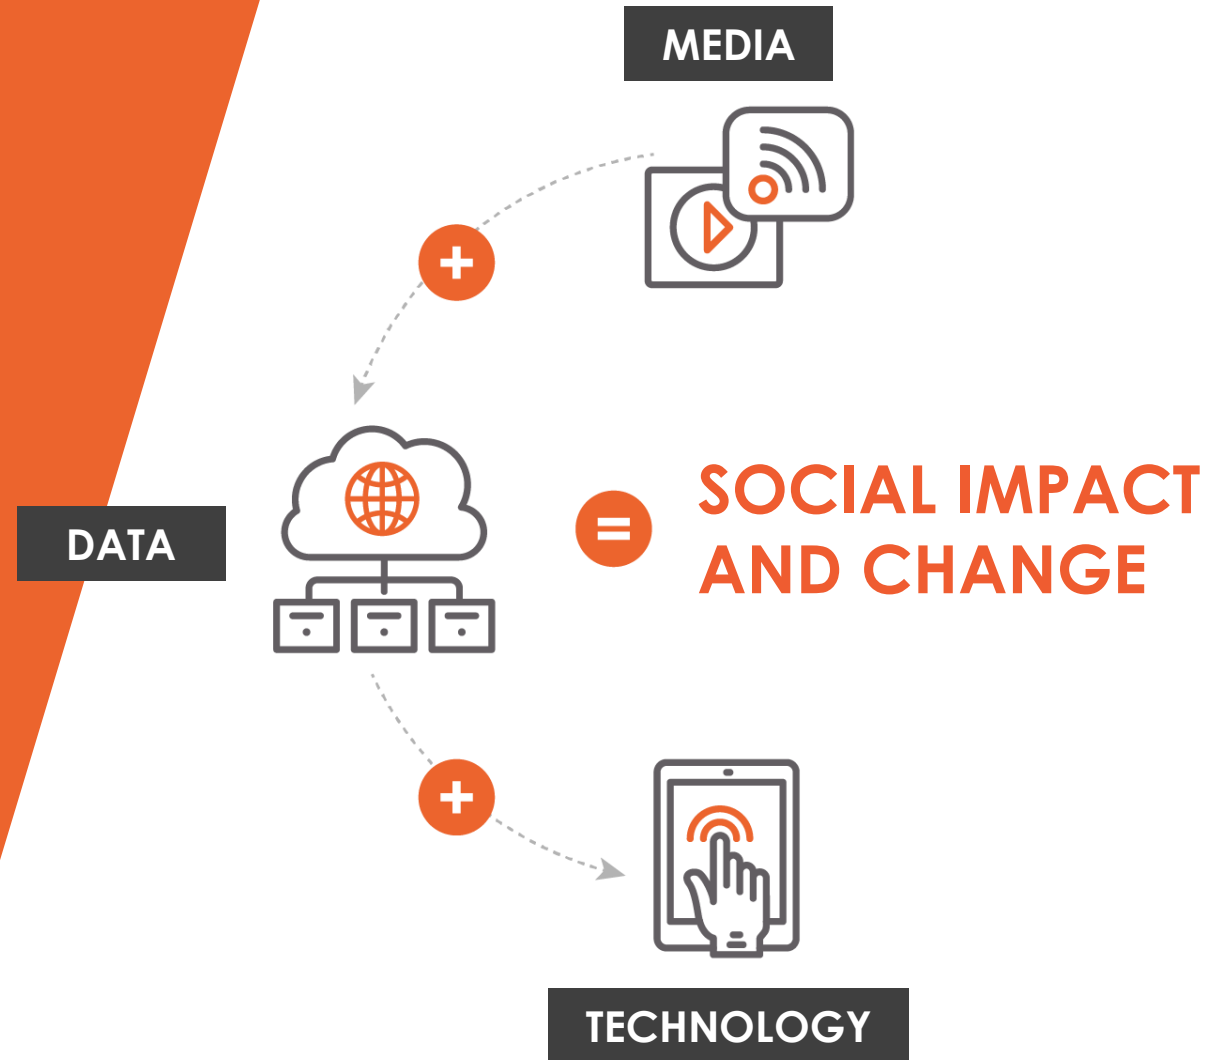 MEDIA
+
DATA
=
SOCIAL IMPACT
AND CHANGE
+
TECHNOLOGY